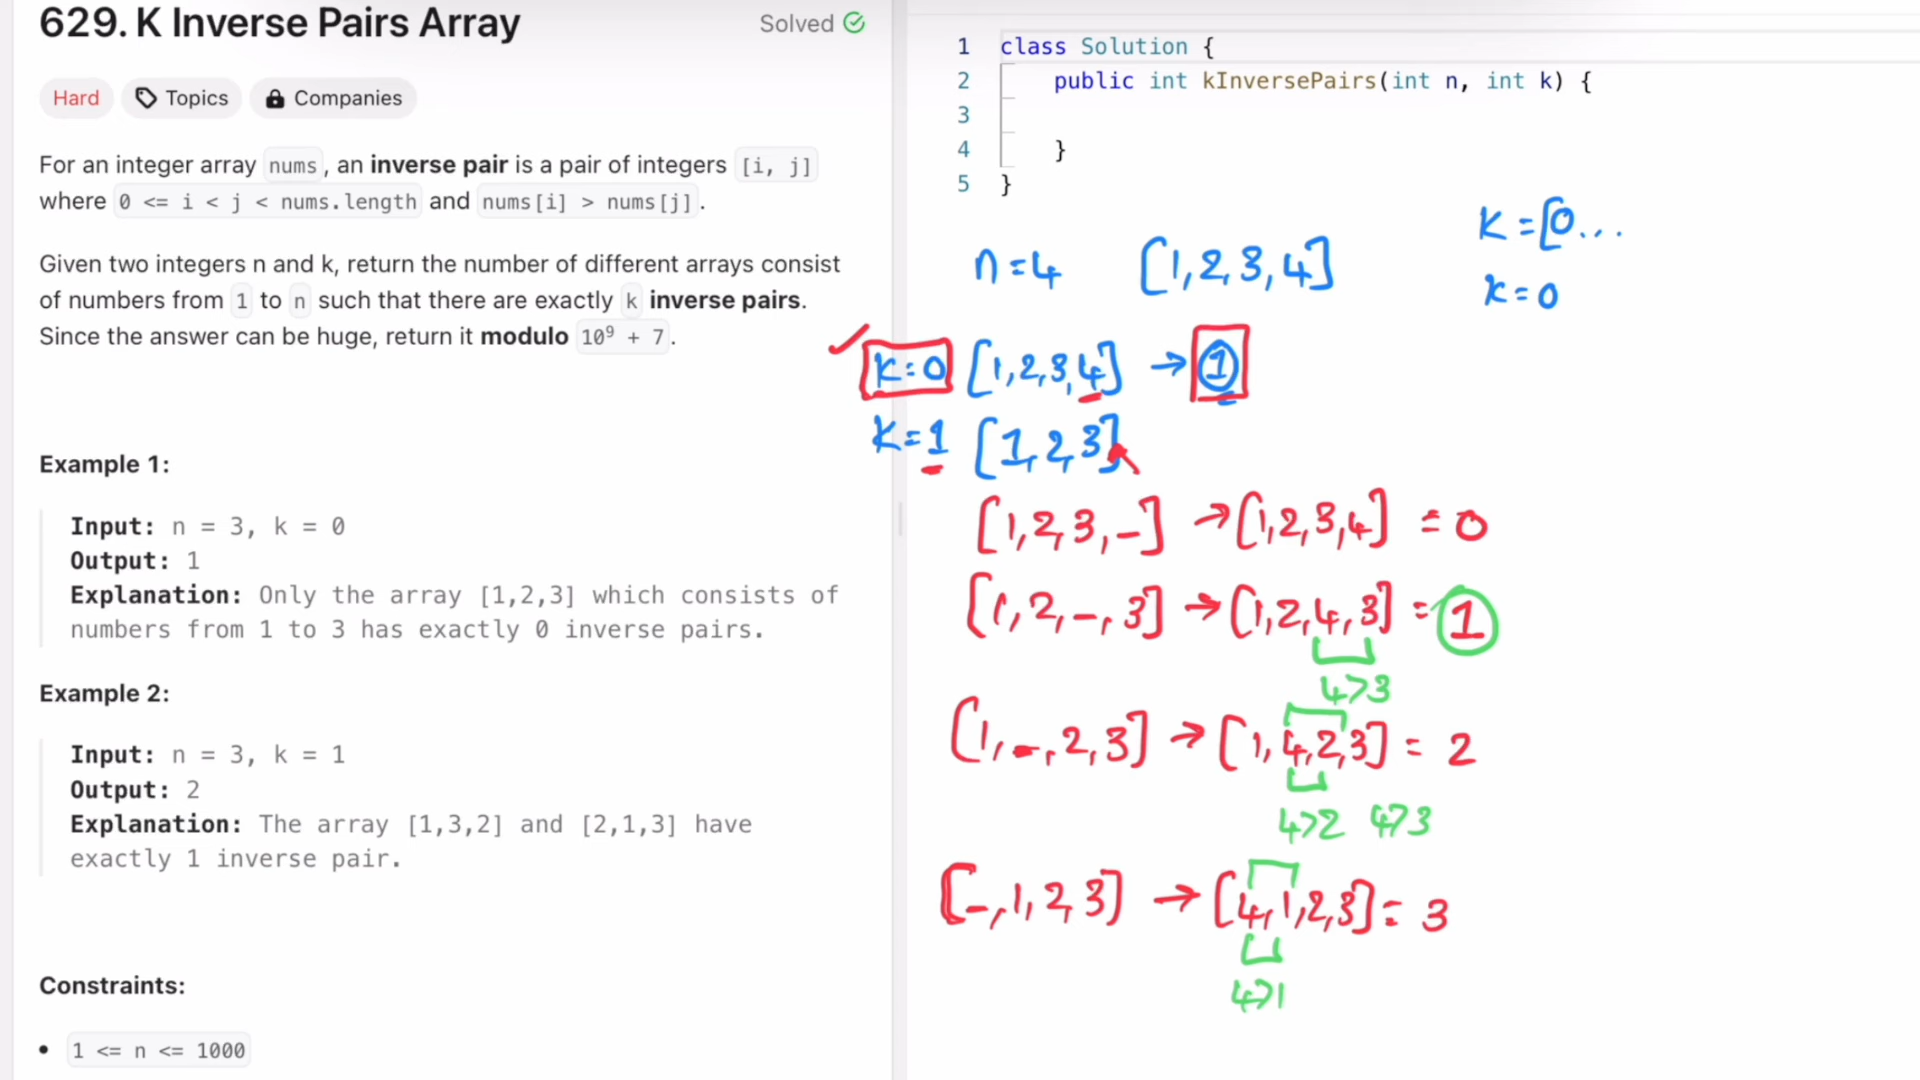 629. K Inverse Pairs Array
Solved
Hard Topics Companies
For an integer array nums, an inverse pair is a pair of integers [i, j]
where 0 <= i < j < nums.length and nums[i] > nums[j].
Given two integers n and k, return the number of different arrays consist
of numbers from 1 to n such that there are exactly k inverse pairs.
Since the answer can be huge, return it modulo 10⁹ + 7.
Example 1:
Input: n = 3, k = 0
Output: 1
Explanation: Only the array [1,2,3] which consists of
numbers from 1 to 3 has exactly 0 inverse pairs.
Example 2:
Input: n = 3, k = 1
Output: 2
Explanation: The array [1,3,2] and [2,1,3] have
exactly 1 inverse pair.
Constraints:
1 <= n <= 1000
1 class Solution {
2 public int kInversePairs(int n, int k) {
3
4 }
5 }
n=4 [1,2,3,4]
K=[0...
K=0
K=0 [1,2,3,4] → 1
K=1 [1,2,3]
[1,2,3,-] → [1,2,3,4] = 0
[1,2,-,3] → [1,2,4,3] = 1
4>3
[1,-,2,3] → [1,4,2,3] = 2
4>2 4>3
[-,1,2,3] → [4,1,2,3] = 3
4>1